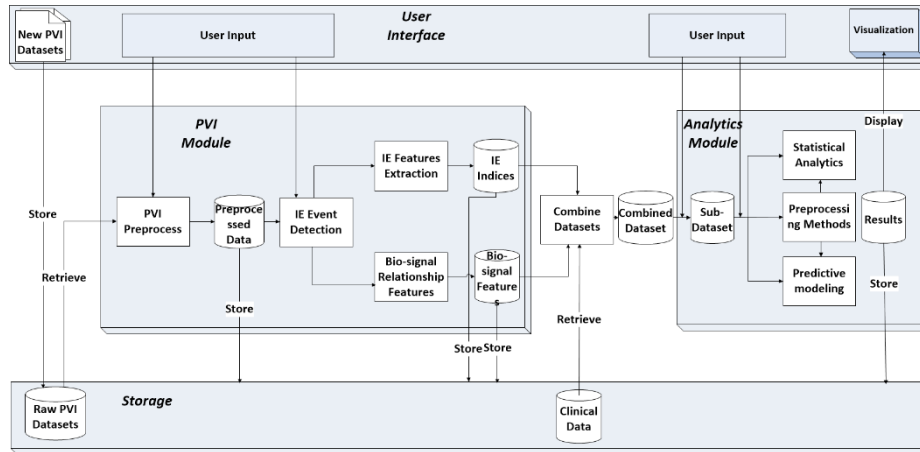 User
Interface
New PVI
Datasets
User Input
User Input
Visualization
PVI
Module
Analytics
Module
Display
IE Features
Extraction
IE
Indices
Statistical
Analytics
Store
PVI
Preprocess
Preproce
ssed
Data
IE Event
Detection
Combine
Datasets
Combined
Dataset
Sub-
Dataset
Preprocessi
ng Methods
Results
Retrieve
Bio-signal
Relationship
Features
Bio-
signal
Feature
s
Predictive
modeling
Store
Store
Retrieve
Store
Store
Storage
Raw PVI
Datasets
Clinical
Data